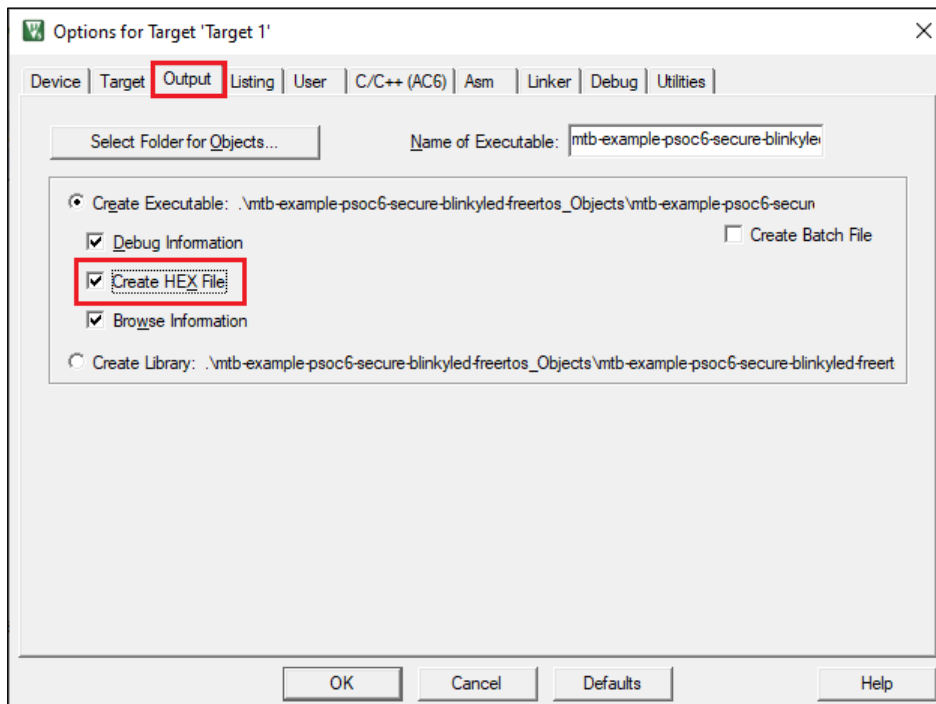 Options for Target 'Target 1'
Device Target Output Listing User C/C++ (AC6) Asm Linker Debug Utilities
Select Folder for Objects... Name of Executable: mtb-example-psoc6-secure-blinkyle
Create Executable: .\mtb-example-psoc6-secure-blinkyled-freertos_Objects\mtb-example-psoc6-secur
Debug Information Create Batch File
Create HEX File
Browse Information
Create Library: .\mtb-example-psoc6-secure-blinkyled-freertos_Objects\mtb-example-psoc6-secure-blinkyled-freert
OK Cancel Defaults Help